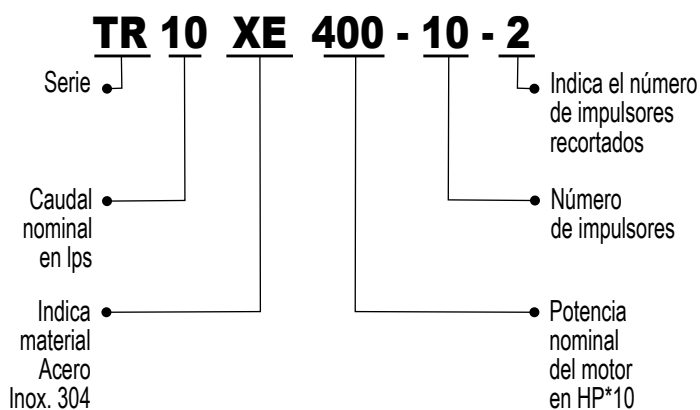 TR 10 XE 400 - 10 - 2
Serie
Indica el número
de impulsores
recortados
Caudal
nominal
en lps
Número
de impulsores
Indica
material
Acero
Inox. 304
Potencia
nominal
del motor
en HP*10